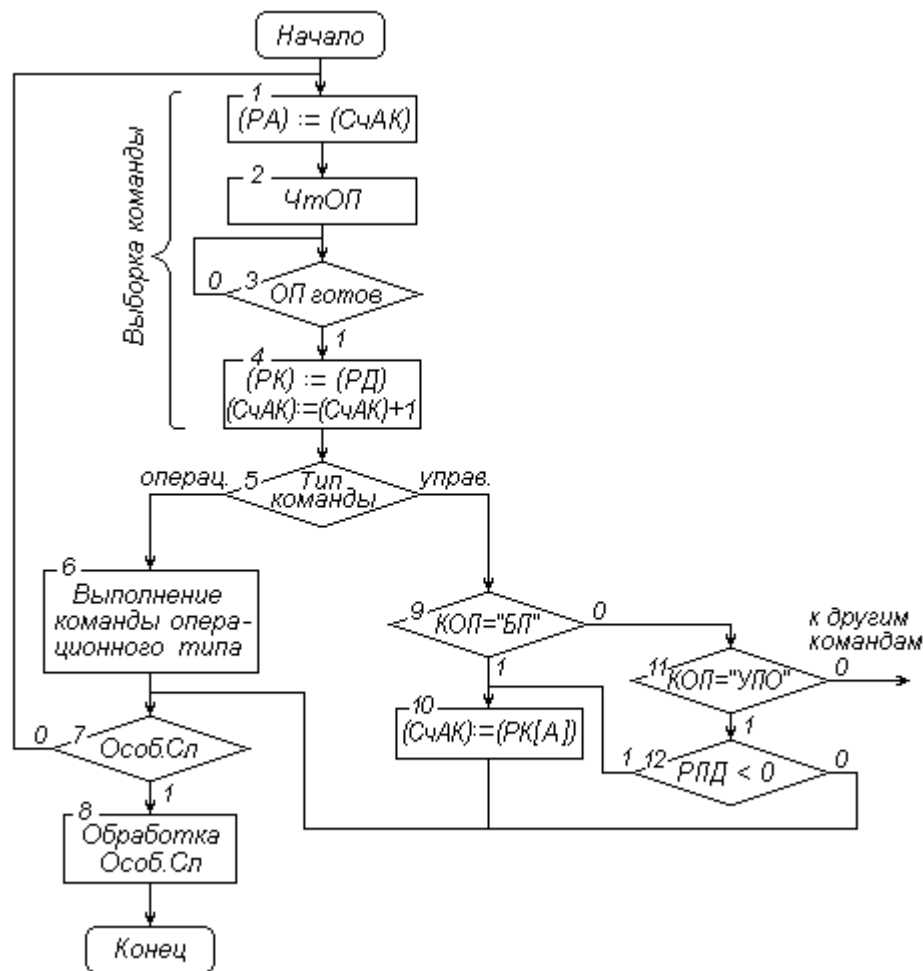 Начало
Выборка команды
1
(РА) := (СчАК)
2
ЧтОП
0
3
ОП готов
1
4
(РК) := (РД)
(СчАК):=(СчАК)+1
операц.
5
Тип
команды
управ.
6
Выполнение
команды опера-
ционного типа
9
КОП="БП"
0
1
к другим
командам
11
КОП="УПО"
0
1
10
(СчАК):=(РК[А])
0
7
Особ.Сл
1
1
12
РПД < 0
0
8
Обработка
Особ.Сл
Конец